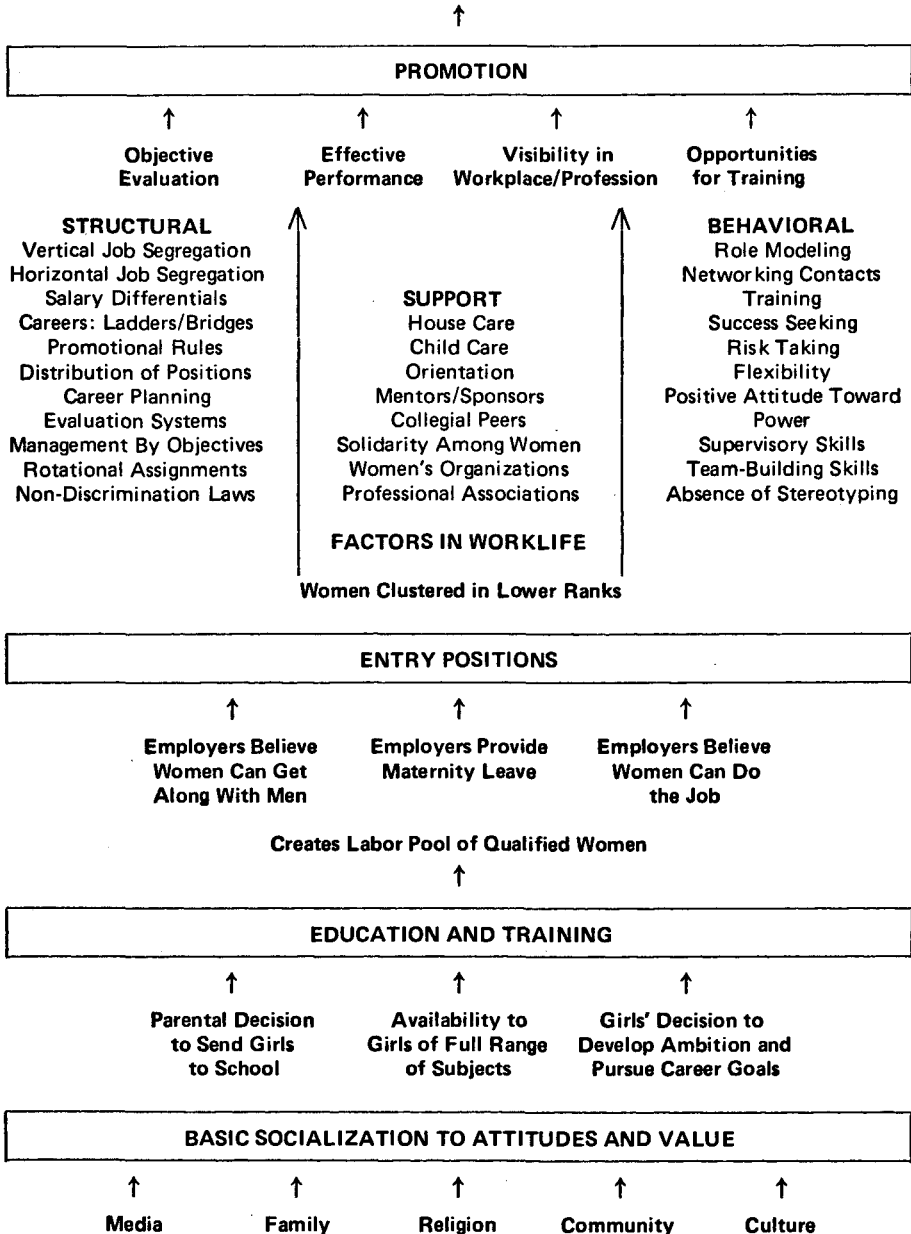 ↑
PROMOTION
↑ ↑ ↑ ↑
Objective Evaluation
Effective Performance
Visibility in Workplace/Profession
Opportunities for Training
STRUCTURAL
Vertical Job Segregation
Horizontal Job Segregation
Salary Differentials
Careers: Ladders/Bridges
Promotional Rules
Distribution of Positions
Career Planning
Evaluation Systems
Management By Objectives
Rotational Assignments
Non-Discrimination Laws
SUPPORT
House Care
Child Care
Orientation
Mentors/Sponsors
Collegial Peers
Solidarity Among Women
Women's Organizations
Professional Associations
BEHAVIORAL
Role Modeling
Networking Contacts
Training
Success Seeking
Risk Taking
Flexibility
Positive Attitude Toward
Power
Supervisory Skills
Team-Building Skills
Absence of Stereotyping
FACTORS IN WORKLIFE
Women Clustered in Lower Ranks
ENTRY POSITIONS
↑ ↑ ↑
Employers Believe
Women Can Get
Along With Men
Employers Provide
Maternity Leave
Employers Believe
Women Can Do
the Job
Creates Labor Pool of Qualified Women
↑
EDUCATION AND TRAINING
↑ ↑ ↑
Parental Decision
to Send Girls
to School
Availability to
Girls of Full Range
of Subjects
Girls' Decision to
Develop Ambition and
Pursue Career Goals
BASIC SOCIALIZATION TO ATTITUDES AND VALUE
↑ ↑ ↑ ↑ ↑
Media Family Religion Community Culture